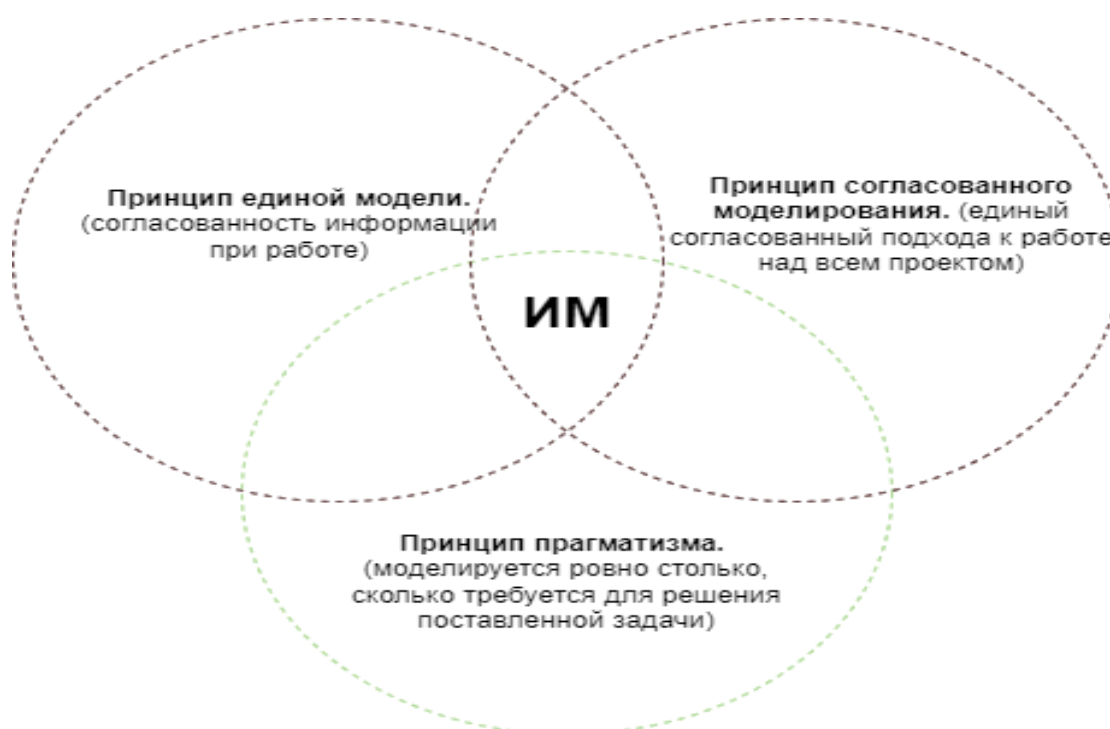 Принцип единой модели.
(согласованность информации
при работе)
Принцип согласованного
моделирования. (единый
согласованный подхода к работе
над всем проектом)
ИМ
Принцип прагматизма.
(моделируется ровно столько,
сколько требуется для решения
поставленной задачи)